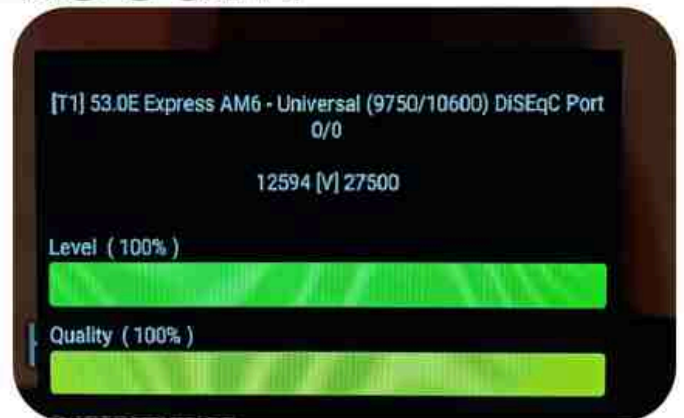 [T1] 53.0E Express AM6 - Universal (9750/10600) DiSEqC Port
0/0
12594 [V] 27500
Level ( 100% )
Quality ( 100% )